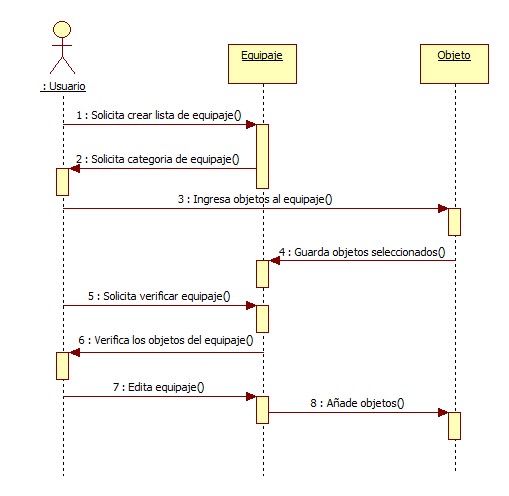 : Usuario
Equipaje
Objeto
1 : Solicita crear lista de equipaje()
2 : Solicita categoria de equipaje()
3 : Ingresa objetos al equipaje()
4 : Guarda objetos seleccionados()
5 : Solicita verificar equipaje()
6 : Verifica los objetos del equipaje()
7 : Edita equipaje()
8 : Añade objetos()